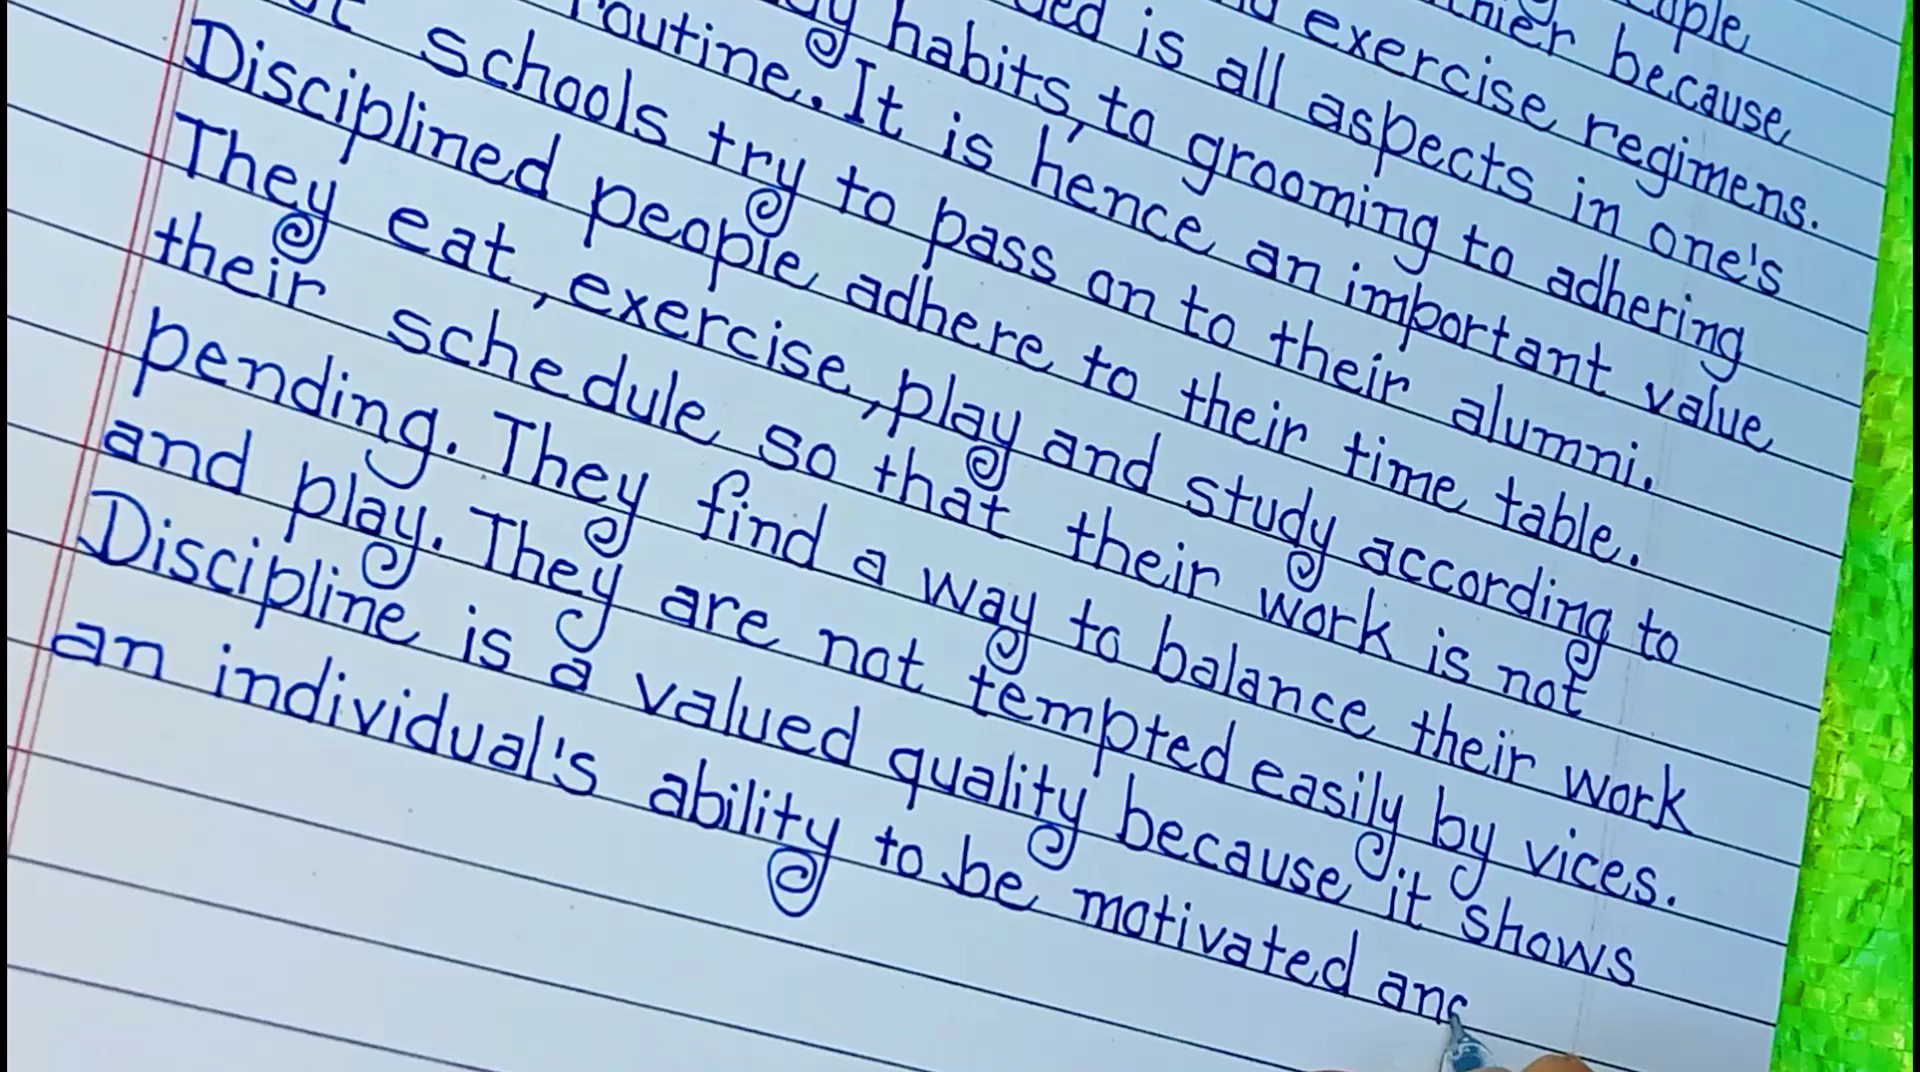 because
exercise regimens.
is all aspects in one's
habits, to grooming to adhering
routine. It is hence an important value
schools try to pass on to their alumni.
Disciplined people adhere to their time table.
They eat, exercise, play and study according to
their schedule so that their work is not
pending. They find a way to balance their work
and play. They are not tempted easily by vices.
Discipline is a valued quality because it shows
an individual's ability to be motivated anc